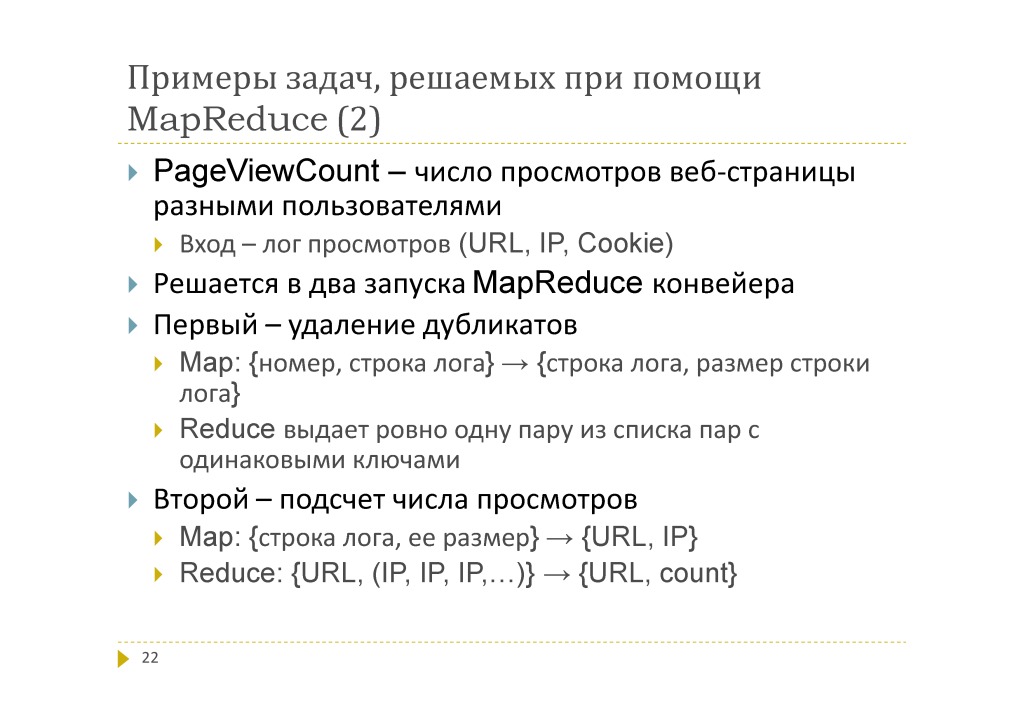 Примеры задач, решаемых при помощи
MapReduce (2)
PageViewCount – число просмотров веб-страницы
разными пользователями
Вход – лог просмотров (URL, IP, Cookie)
Решается в два запуска MapReduce конвейера
Первый – удаление дубликатов
Map: {номер, строка лога} → {строка лога, размер строки
лога}
Reduce выдает ровно одну пару из списка пар с
одинаковыми ключами
Второй – подсчет числа просмотров
Map: {строка лога, ее размер} → {URL, IP}
Reduce: {URL, (IP, IP, IP,…)} → {URL, count}
22